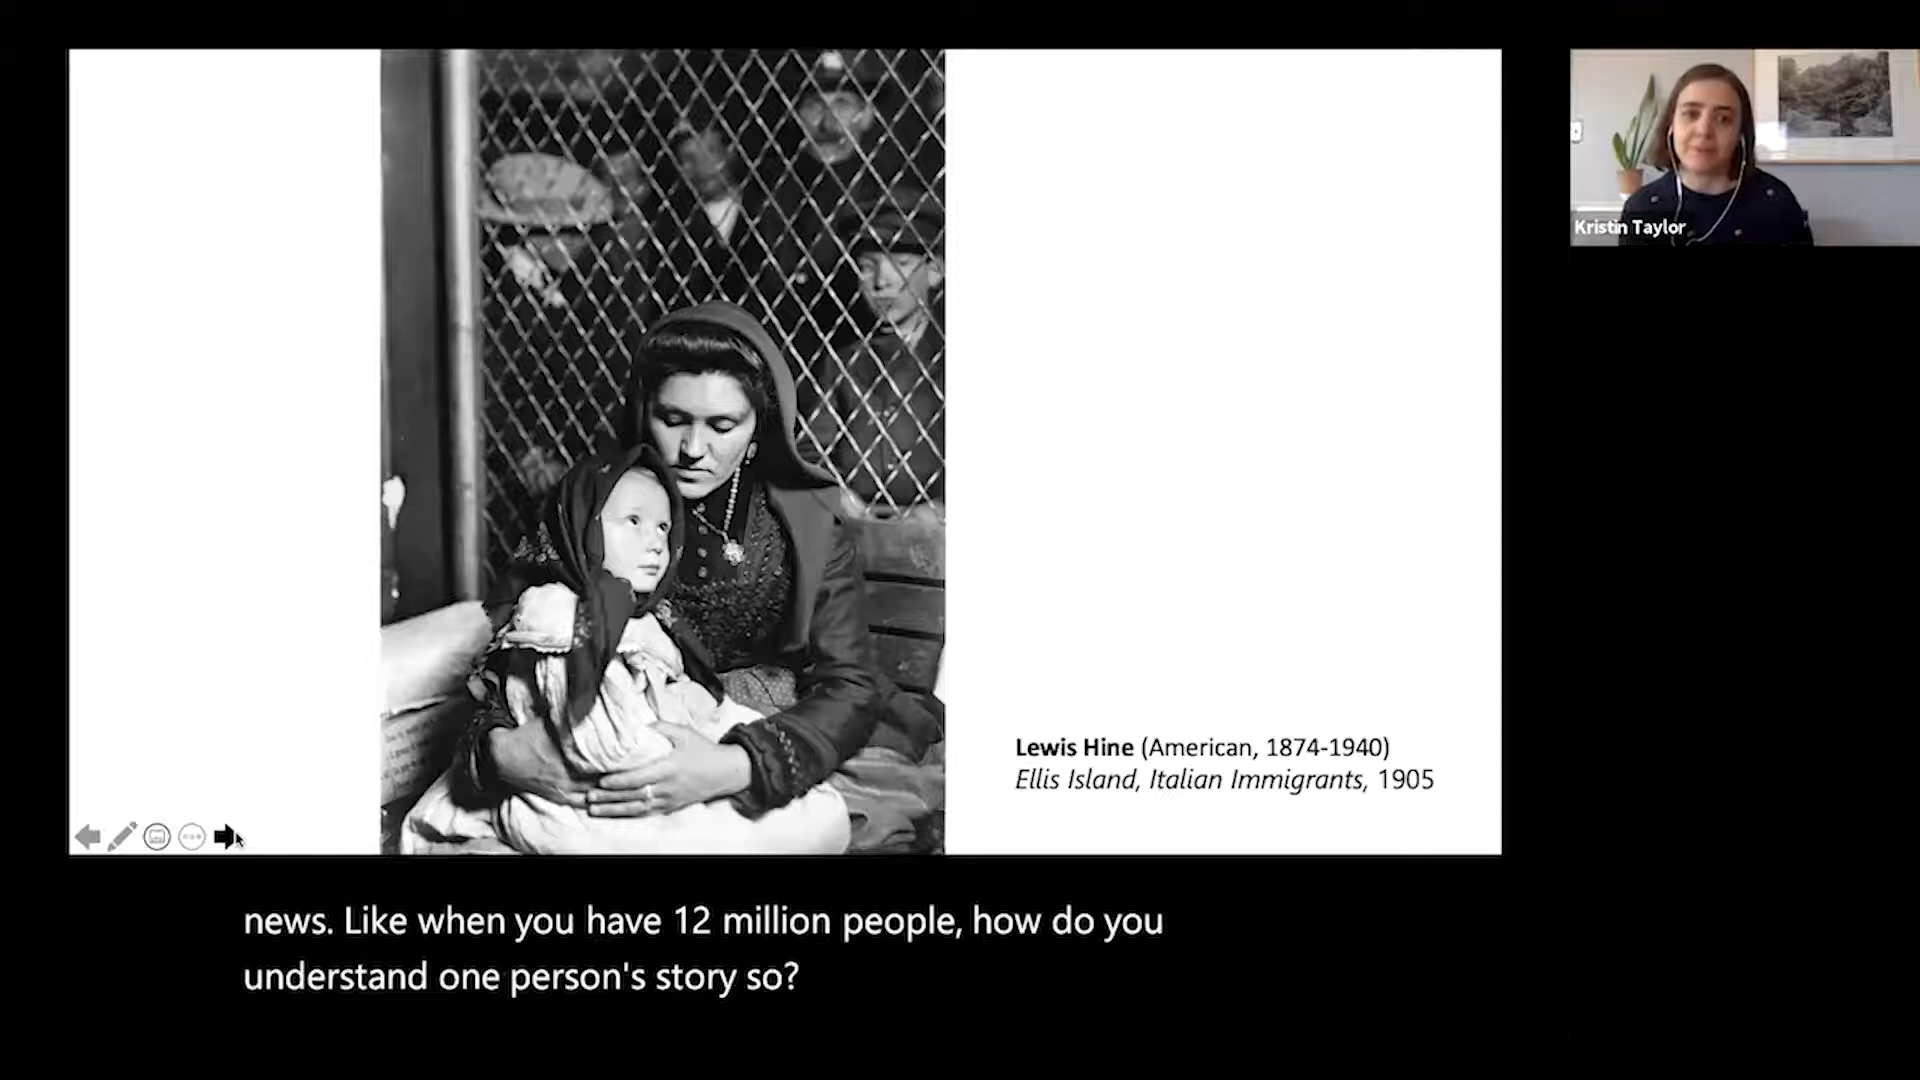 Kristin Taylor
Lewis Hine (American, 1874-1940)
Ellis Island, Italian Immigrants, 1905
news. Like when you have 12 million people, how do you
understand one person's story so?